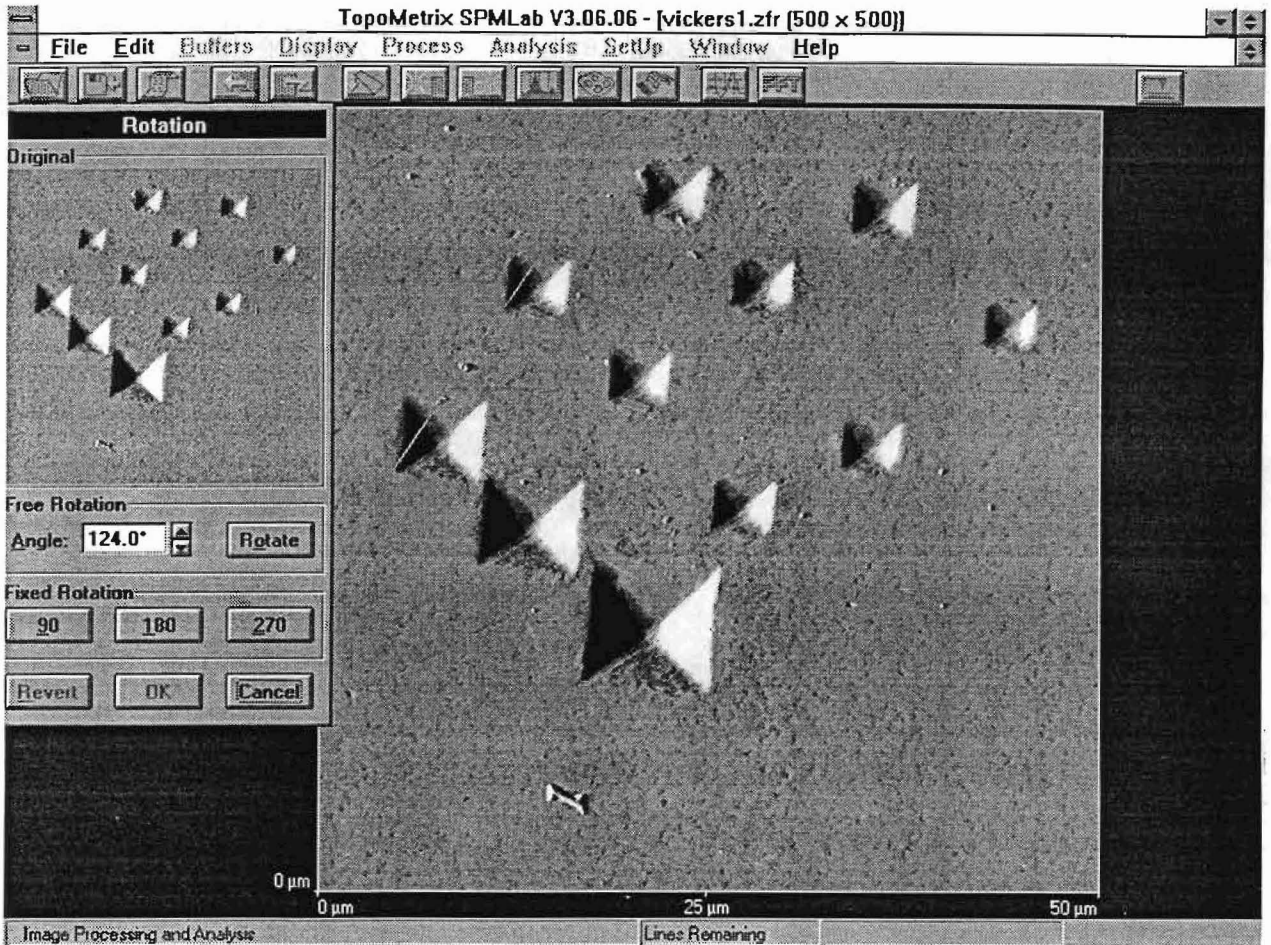 TopoMetrix SPMLab V3.06.06 - [vickers1.zfr (500 x 500)]
File Edit Buffers Display Process Analysis SetUp Window Help
Rotation
Original
Free Rotation
Angle: 124.0° Rotate
Fixed Rotation
90 180 270
Revert OK Cancel
0 µm
0 µm 25 µm 50 µm
Image Processing and Analysis Lines Remaining